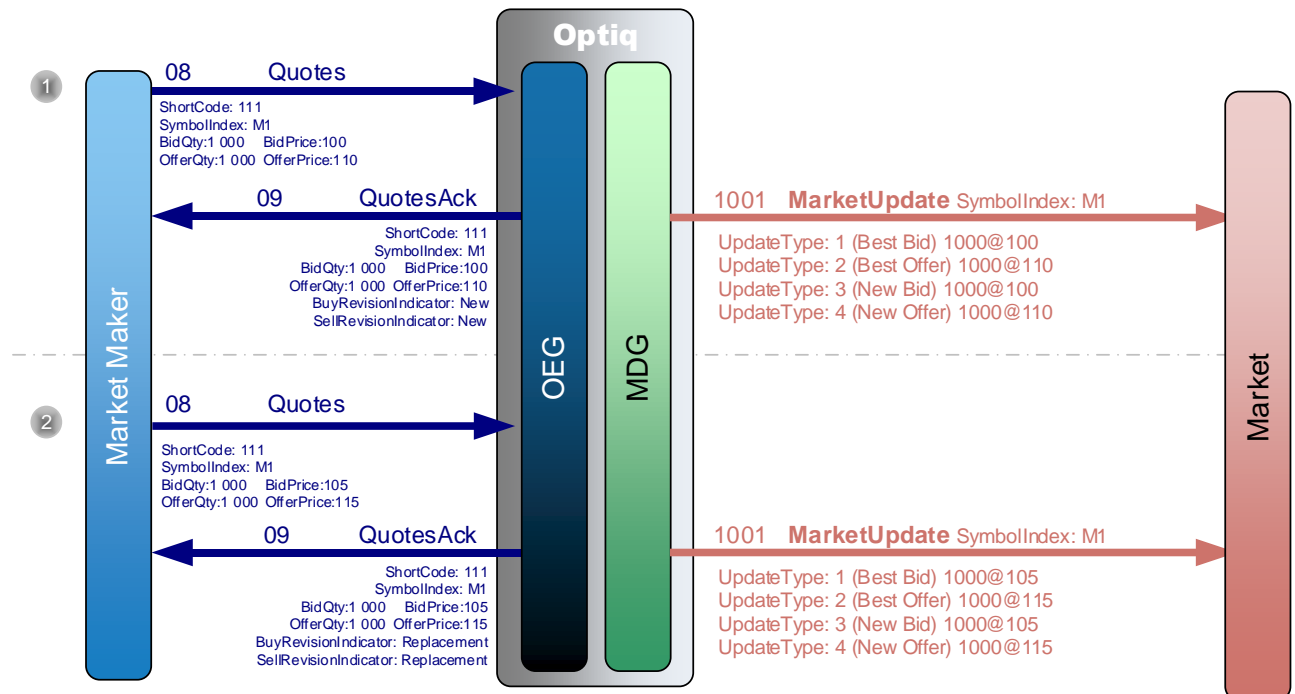 Optiq
1
08 Quotes
ShortCode: 111
SymbolIndex: M1
BidQty:1 000 BidPrice:100
OfferQty:1 000 OfferPrice:110
09 QuotesAck
ShortCode: 111
SymbolIndex: M1
BidQty:1 000 BidPrice:100
OfferQty:1 000 OfferPrice:110
BuyRevisionIndicator: New
SellRevisionIndicator: New
1001 MarketUpdate SymbolIndex: M1
UpdateType: 1 (Best Bid) 1000@100
UpdateType: 2 (Best Offer) 1000@110
UpdateType: 3 (New Bid) 1000@100
UpdateType: 4 (New Offer) 1000@110
Market Maker
OEG
MDG
Market
2
08 Quotes
ShortCode: 111
SymbolIndex: M1
BidQty:1 000 BidPrice:105
OfferQty:1 000 OfferPrice:115
09 QuotesAck
ShortCode: 111
SymbolIndex: M1
BidQty:1 000 BidPrice:105
OfferQty:1 000 OfferPrice:115
BuyRevisionIndicator: Replacement
SellRevisionIndicator: Replacement
1001 MarketUpdate SymbolIndex: M1
UpdateType: 1 (Best Bid) 1000@105
UpdateType: 2 (Best Offer) 1000@115
UpdateType: 3 (New Bid) 1000@105
UpdateType: 4 (New Offer) 1000@115